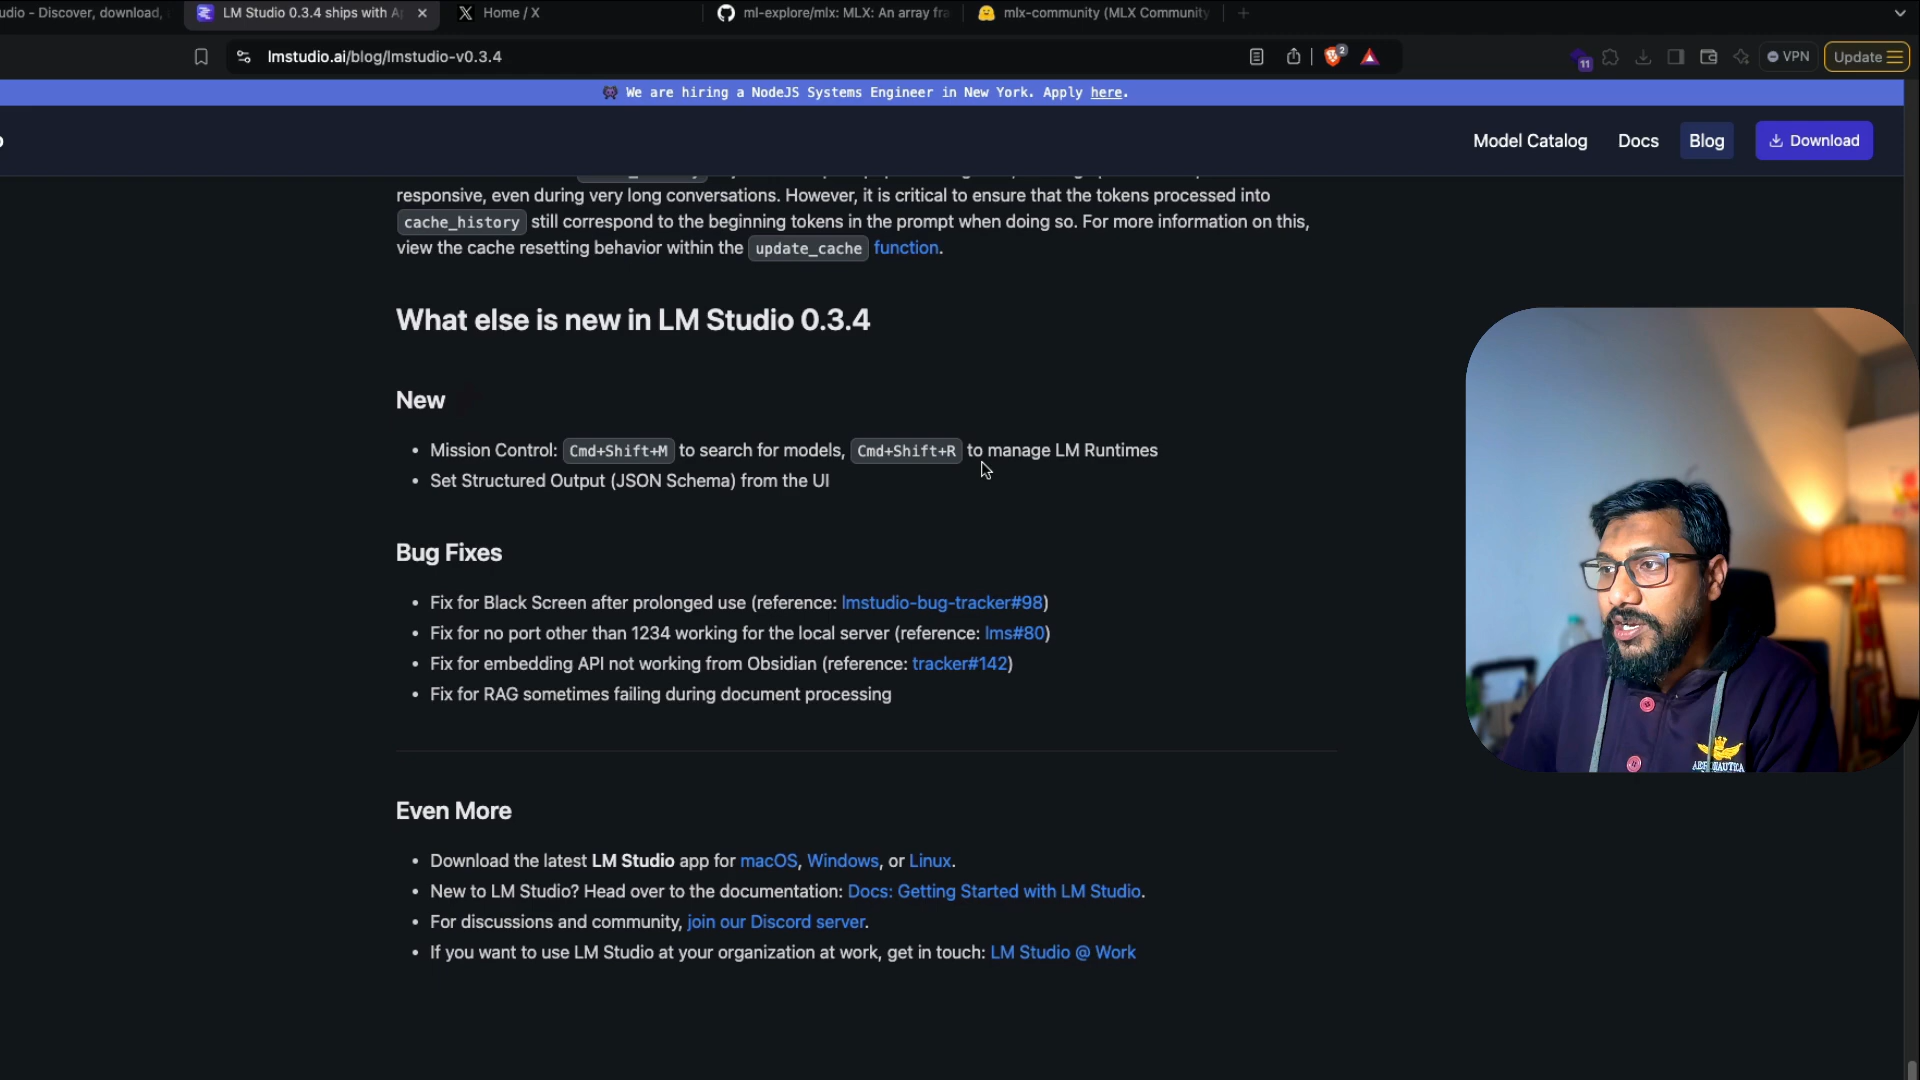 udio - Discover, download,
LM Studio 0.3.4 ships with Ap
Home / X
ml-explore/mlx: MLX: An array fra
mlx-community (MLX Community
lmstudio.ai/blog/lmstudio-v0.3.4
2
11
VPN
Update
We are hiring a NodeJS Systems Engineer in New York. Apply here.
Model Catalog
Docs
Blog
Download
responsive, even during very long conversations. However, it is critical to ensure that the tokens processed into
cache_history still correspond to the beginning tokens in the prompt when doing so. For more information on this,
view the cache resetting behavior within the update_cache function.
What else is new in LM Studio 0.3.4
New
• Mission Control: Cmd+Shift+M to search for models, Cmd+Shift+R to manage LM Runtimes
• Set Structured Output (JSON Schema) from the UI
Bug Fixes
• Fix for Black Screen after prolonged use (reference: lmstudio-bug-tracker#98)
• Fix for no port other than 1234 working for the local server (reference: lms#80)
• Fix for embedding API not working from Obsidian (reference: tracker#142)
• Fix for RAG sometimes failing during document processing
Even More
• Download the latest LM Studio app for macOS, Windows, or Linux.
• New to LM Studio? Head over to the documentation: Docs: Getting Started with LM Studio.
• For discussions and community, join our Discord server.
• If you want to use LM Studio at your organization at work, get in touch: LM Studio @ Work